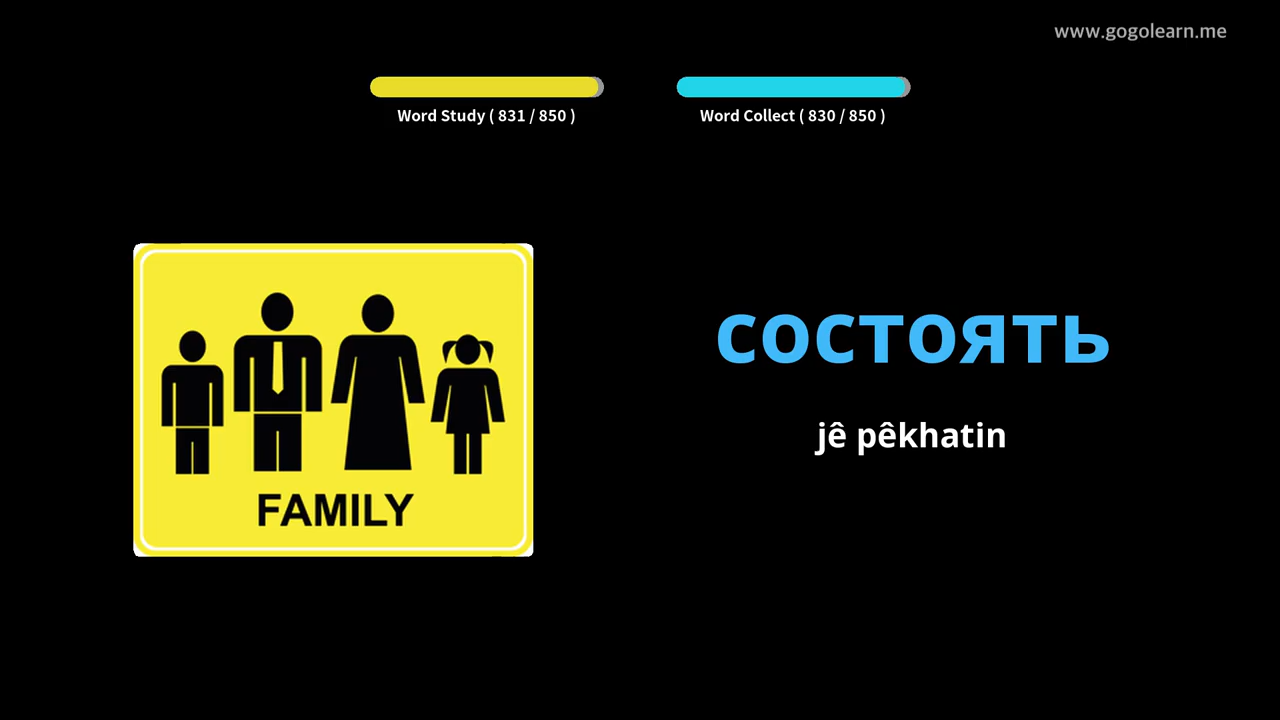 www.gogolearn.me
Word Study ( 831 / 850 )
Word Collect ( 830 / 850 )
FAMILY
состоять
jê pêkhatin